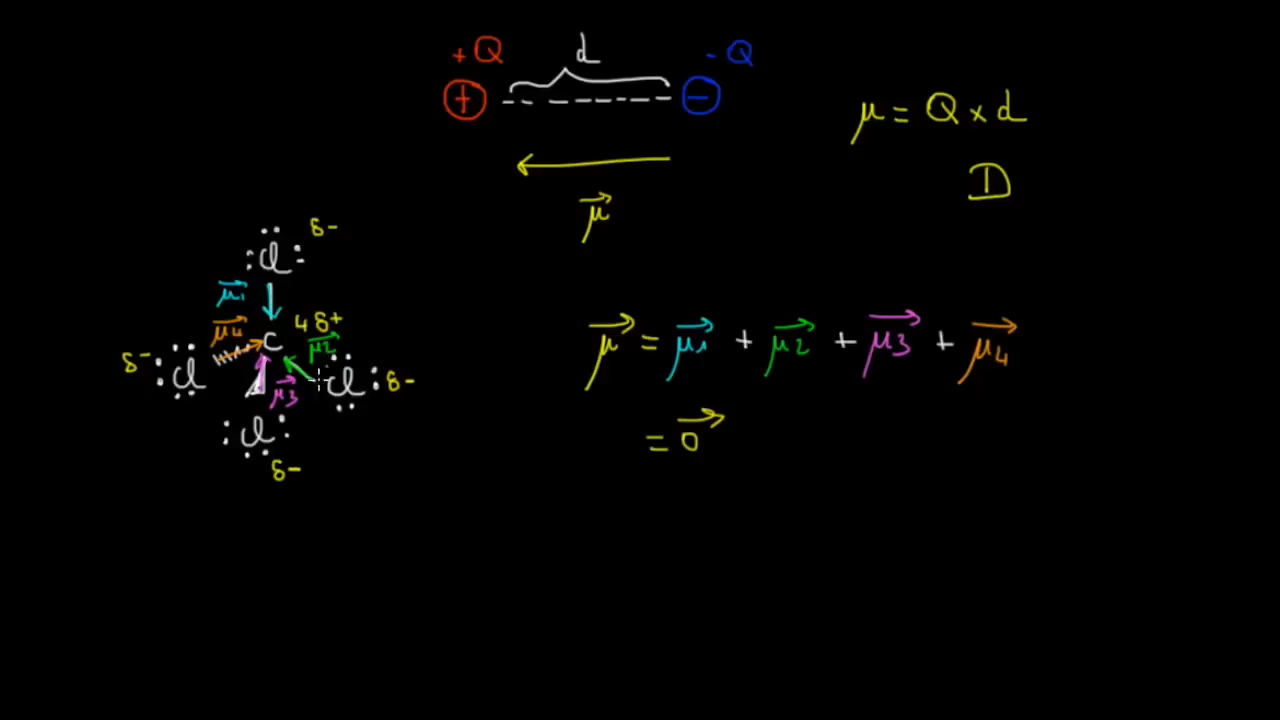 +Q d -Q
+ −
μ = Q × d
D
μ⃗
:Cl: δ-
μ1⃗
μ4⃗ 4δ+
C μ2⃗
δ- :Cl Cl: δ-
μ3⃗
:Cl:
δ-
μ⃗ = μ1⃗ + μ2⃗ + μ3⃗ + μ4⃗
= 0⃗